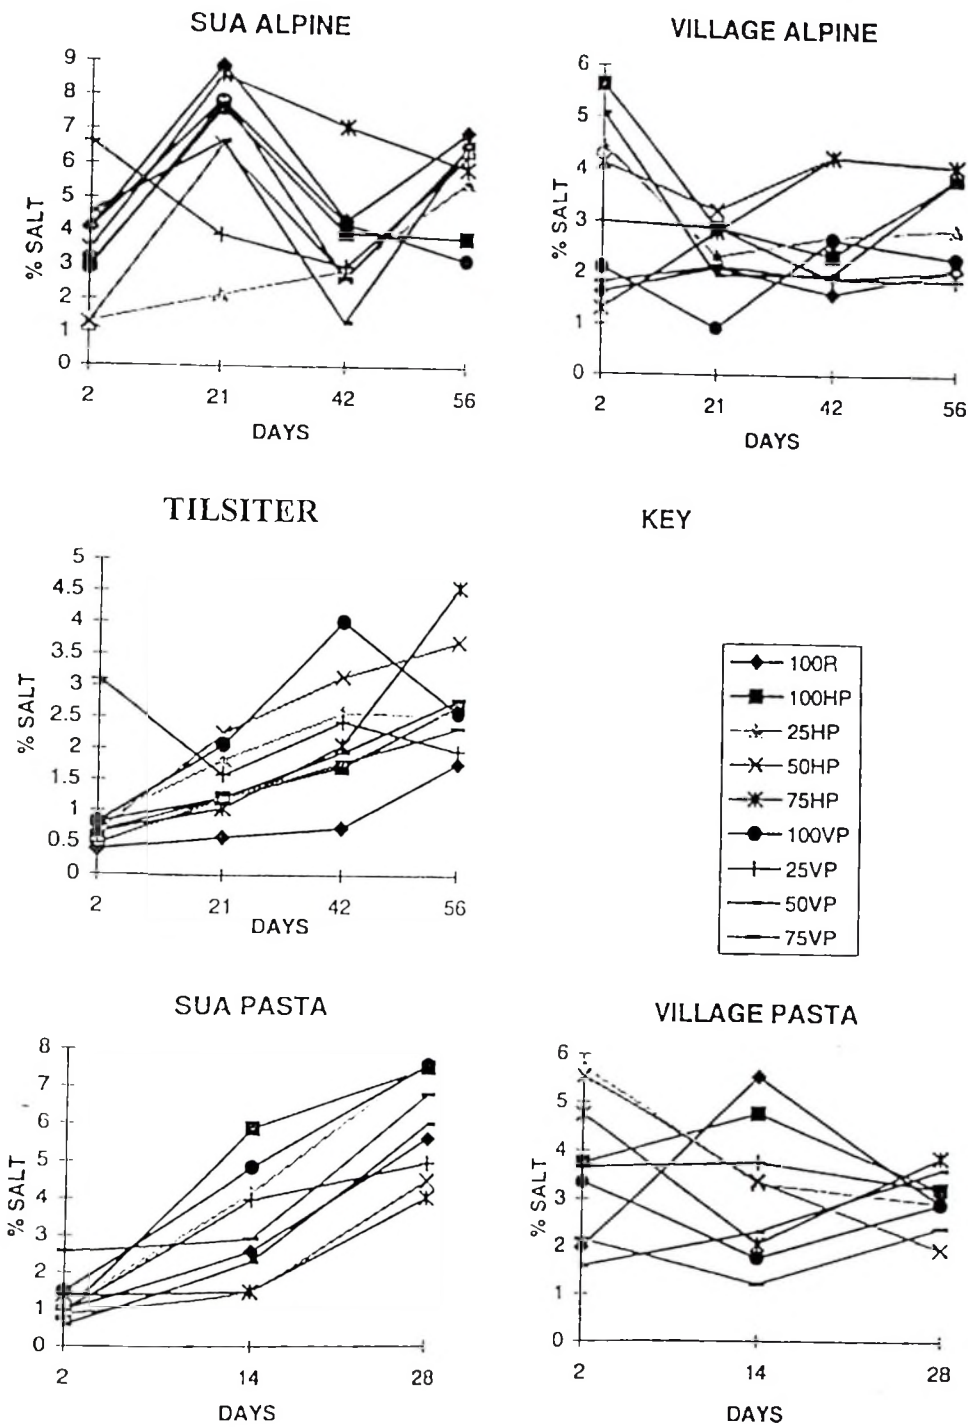 SUA ALPINE
9
8
7
6
5
4
3
2
1
0
% SALT
2 21 42 56
DAYS
VILLAGE ALPINE
6
5
4
3
2
1
0
% SALT
2 21 42 56
DAYS
TILSITER
5
4.5
4
3.5
3
2.5
2
1.5
1
0.5
0
% SALT
2 21 42 56
DAYS
KEY
100R
100HP
25HP
50HP
75HP
100VP
25VP
50VP
75VP
SUA PASTA
8
7
6
5
4
3
2
1
0
% SALT
2 14 28
DAYS
VILLAGE PASTA
6
5
4
3
2
1
0
% SALT
2 14 28
DAYS